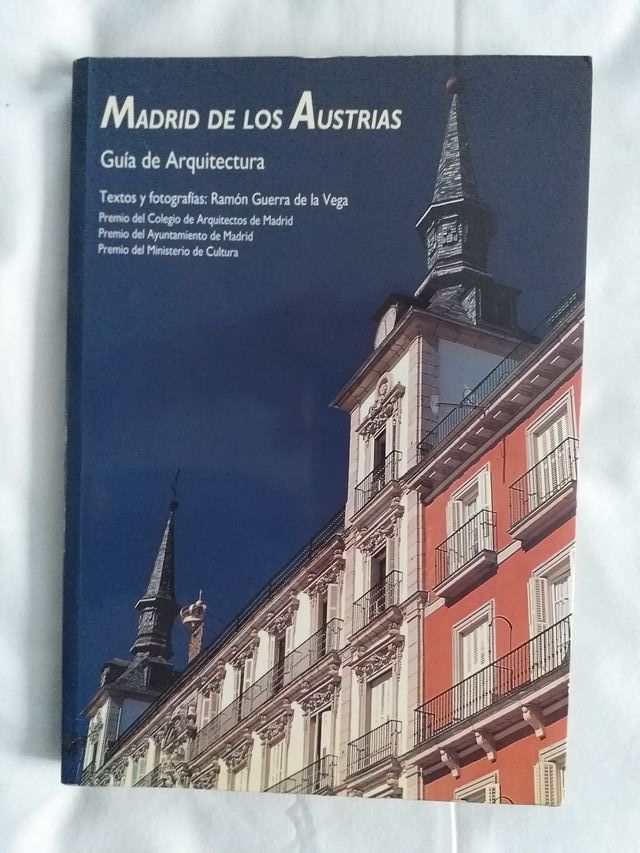 MADRID DE LOS AUSTRIAS
Guía de Arquitectura
Textos y fotografías: Ramón Guerra de la Vega
Premio del Colegio de Arquitectos de Madrid
Premio del Ayuntamiento de Madrid
Premio del Ministerio de Cultura